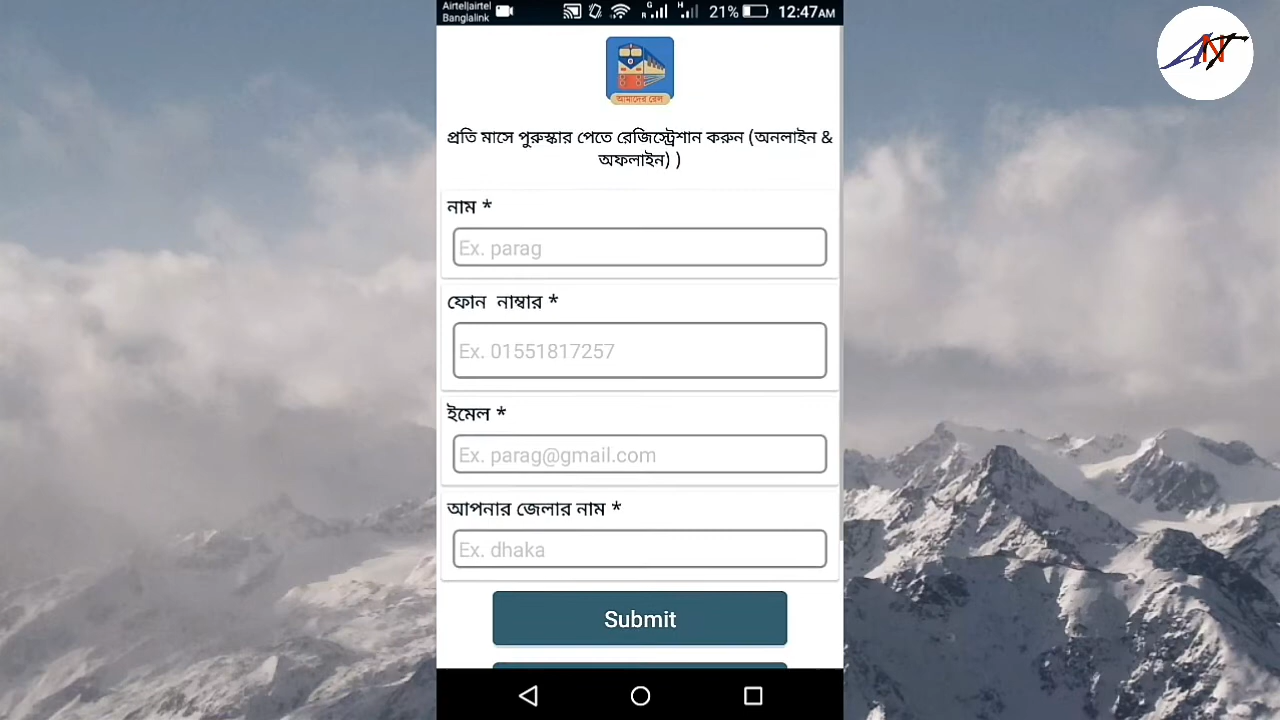 Airtel|airtel
Banglalink
G
R
H
21%
12:47AM
ANT
আমাদের রেল
প্রতি মাসে পুরুস্কার পেতে রেজিস্ট্রেশান করুন (অনলাইন &
অফলাইন) )
নাম *
Ex. parag
ফোন নাম্বার *
Ex. 01551817257
ইমেল *
Ex. parag@gmail.com
আপনার জেলার নাম *
Ex. dhaka
Submit